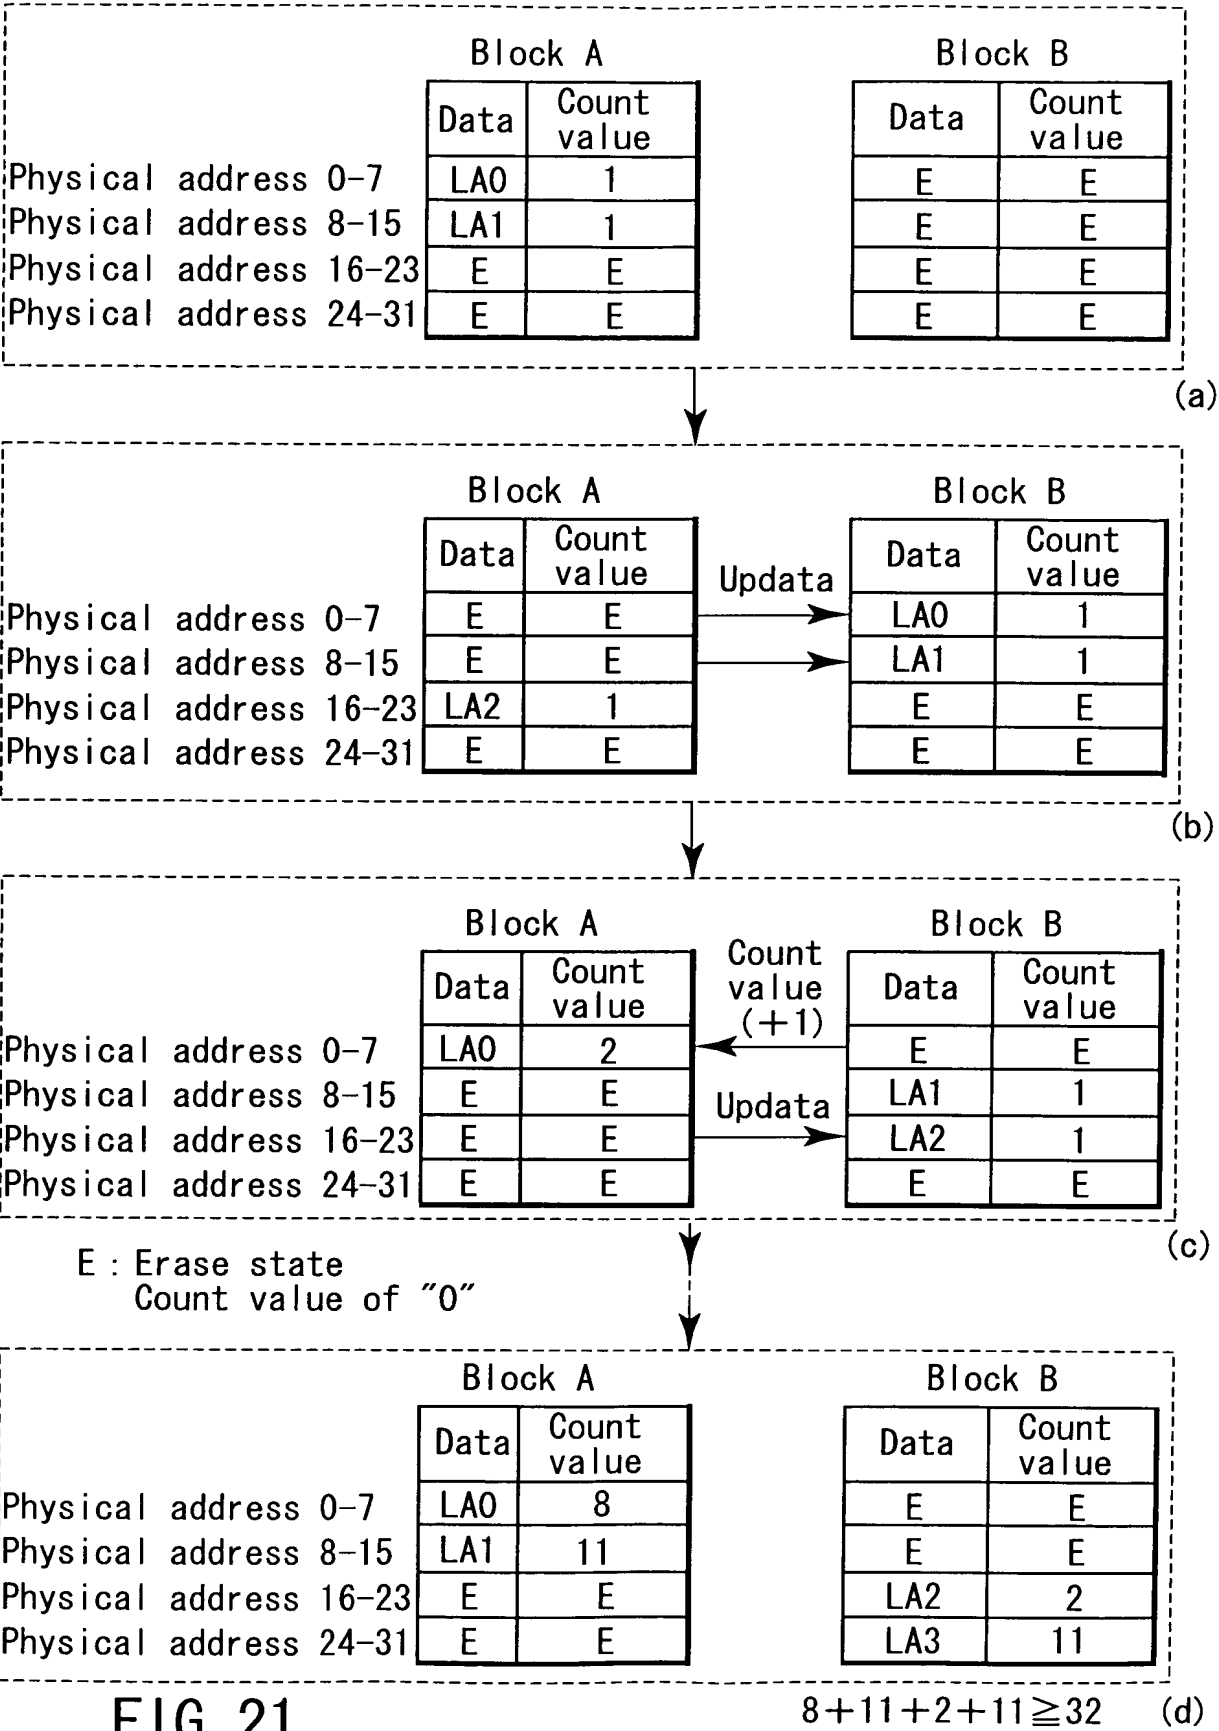 Block A Block B
Data Count value Data Count value
Physical address 0-7 LA0 1 E E
Physical address 8-15 LA1 1 E E
Physical address 16-23 E E E E
Physical address 24-31 E E E E
(a)
Block A Block B
Data Count value Updata Data Count value
Physical address 0-7 E E LA0 1
Physical address 8-15 E E LA1 1
Physical address 16-23 LA2 1 E E
Physical address 24-31 E E E E
(b)
Block A Block B
Data Count value Count value (+1) Data Count value
Physical address 0-7 LA0 2 E E
Physical address 8-15 E E Updata LA1 1
Physical address 16-23 E E LA2 1
Physical address 24-31 E E E E
(c)
E : Erase state
Count value of "0"
Block A Block B
Data Count value Data Count value
Physical address 0-7 LA0 8 E E
Physical address 8-15 LA1 11 E E
Physical address 16-23 E E LA2 2
Physical address 24-31 E E LA3 11
FIG. 21 8+11+2+11≧32 (d)